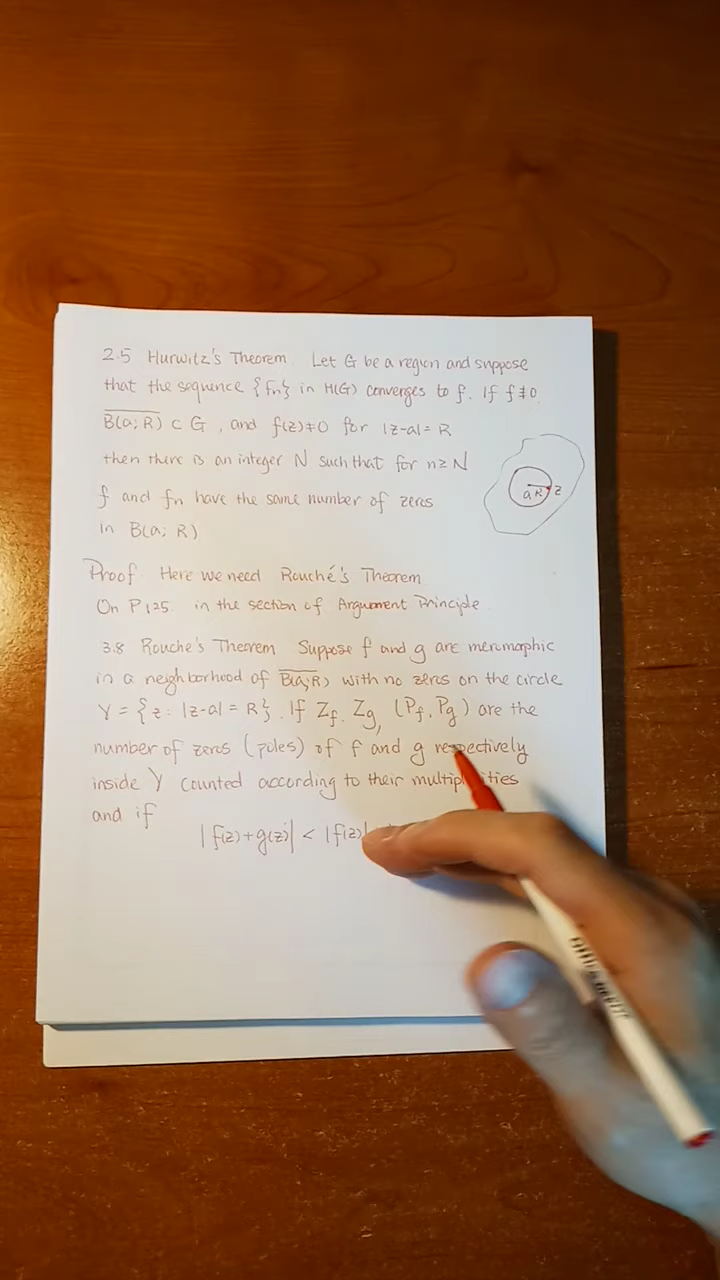 2.5 Hurwitz's Theorem. Let G be a region and suppose
that the sequence {fn} in H(G) converges to f. If f≢0,
B̅(̅a̅;̅ ̅R̅)̅ ⊂ G, and f(z)≠0 for |z-a|= R
then there is an integer N such that for n≥N
f and fn have the same number of zeros
in B(a; R)
a R z
Proof. Here we need Rouché's Theorem
On P125 in the section of Argument Principle
3.8 Rouche's Theorem Suppose f and g are meromorphic
in a neighborhood of B̅(̅a̅;̅R̅)̅ with no zeros on the circle
γ = {z: |z-a| = R}. If Zf, Zg, (Pf, Pg) are the
number of zeros (poles) of f and g respectively
inside γ counted according to their multiplicities
and if
|f(z)+g(z)| < |f(z)|